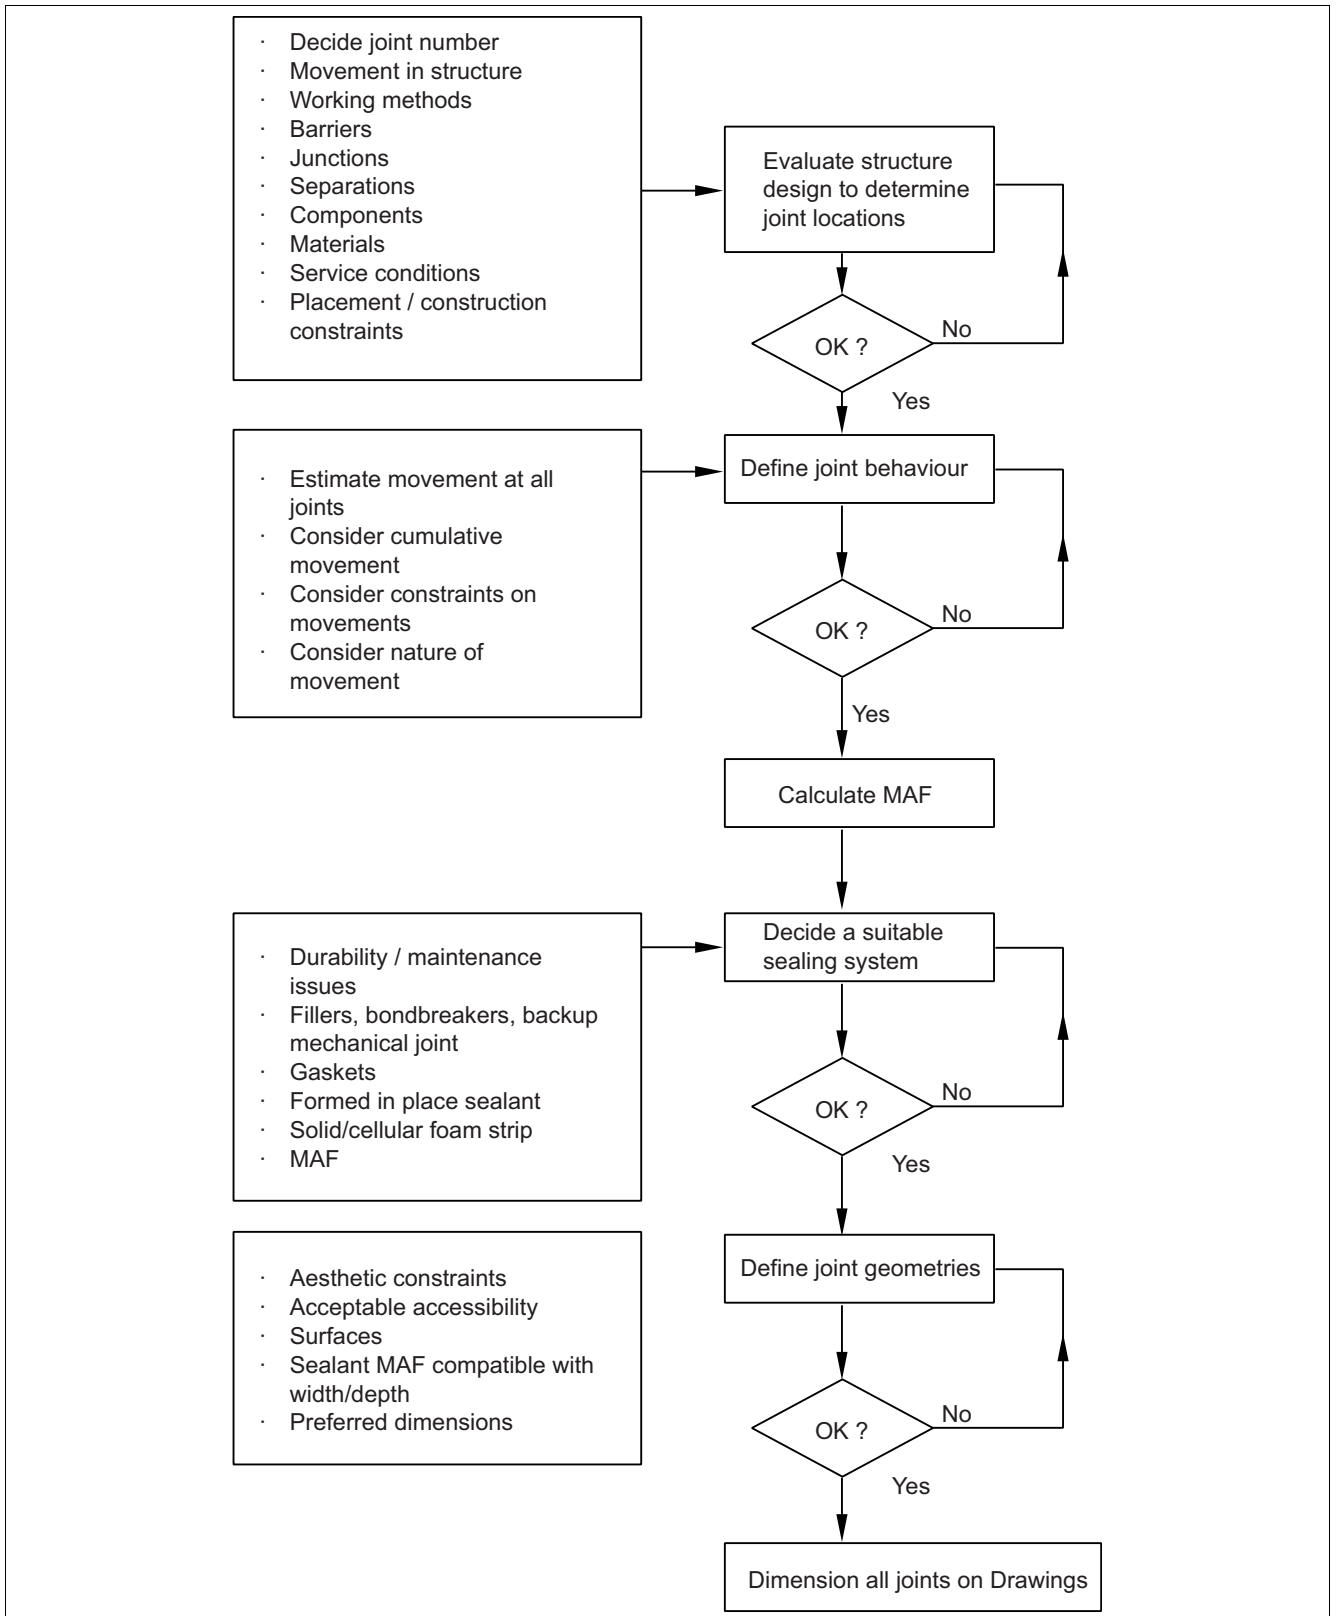 · Decide joint number
· Movement in structure
· Working methods
· Barriers
· Junctions
· Separations
· Components
· Materials
· Service conditions
· Placement / construction
constraints
Evaluate structure
design to determine
joint locations
OK ?
No
Yes
· Estimate movement at all
joints
· Consider cumulative
movement
· Consider constraints on
movements
· Consider nature of
movement
Define joint behaviour
OK ?
No
Yes
Calculate MAF
· Durability / maintenance
issues
· Fillers, bondbreakers, backup
mechanical joint
· Gaskets
· Formed in place sealant
· Solid/cellular foam strip
· MAF
Decide a suitable
sealing system
OK ?
No
Yes
· Aesthetic constraints
· Acceptable accessibility
· Surfaces
· Sealant MAF compatible with
width/depth
· Preferred dimensions
Define joint geometries
OK ?
No
Yes
Dimension all joints on Drawings